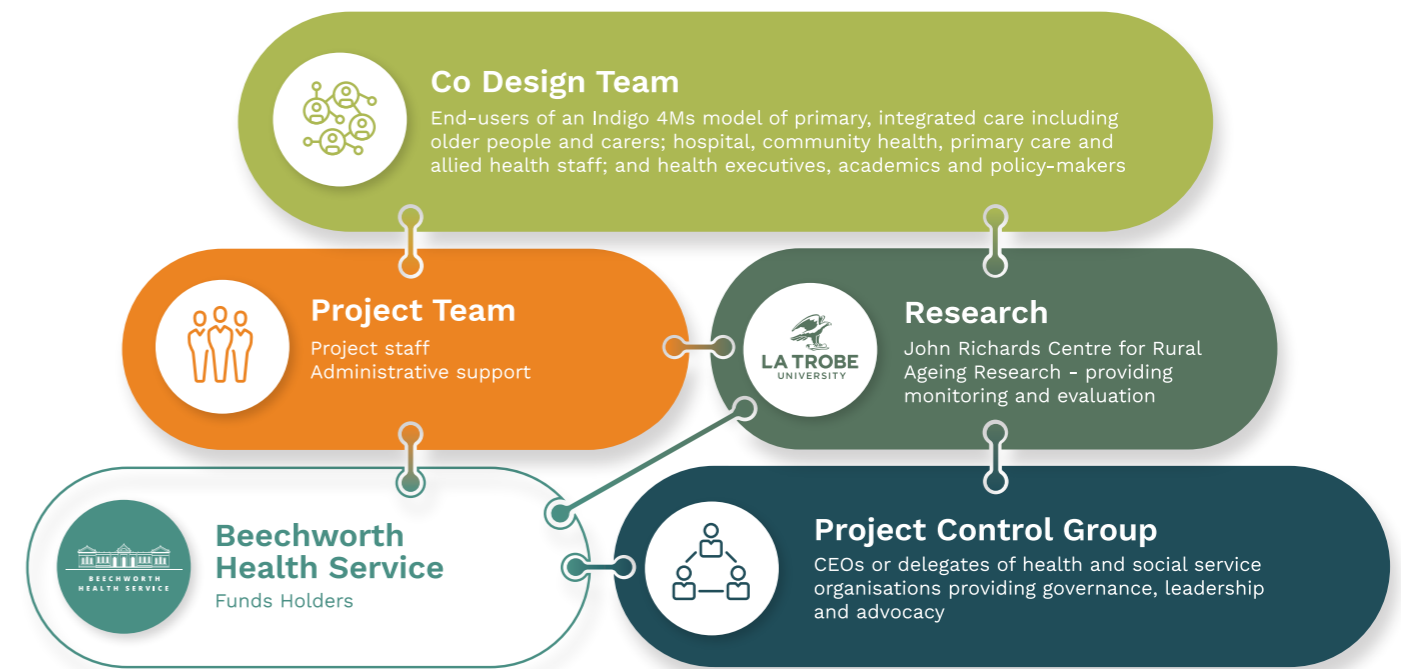 Co Design Team
End-users of an Indigo 4Ms model of primary, integrated care including
older people and carers; hospital, community health, primary care and
allied health staff; and health executives, academics and policy-makers
Project Team
Project staff
Administrative support
LA TROBE
UNIVERSITY
Research
John Richards Centre for Rural
Ageing Research - providing
monitoring and evaluation
BEECHWORTH
HEALTH SERVICE
Beechworth
Health Service
Funds Holders
Project Control Group
CEOs or delegates of health and social service
organisations providing governance, leadership
and advocacy